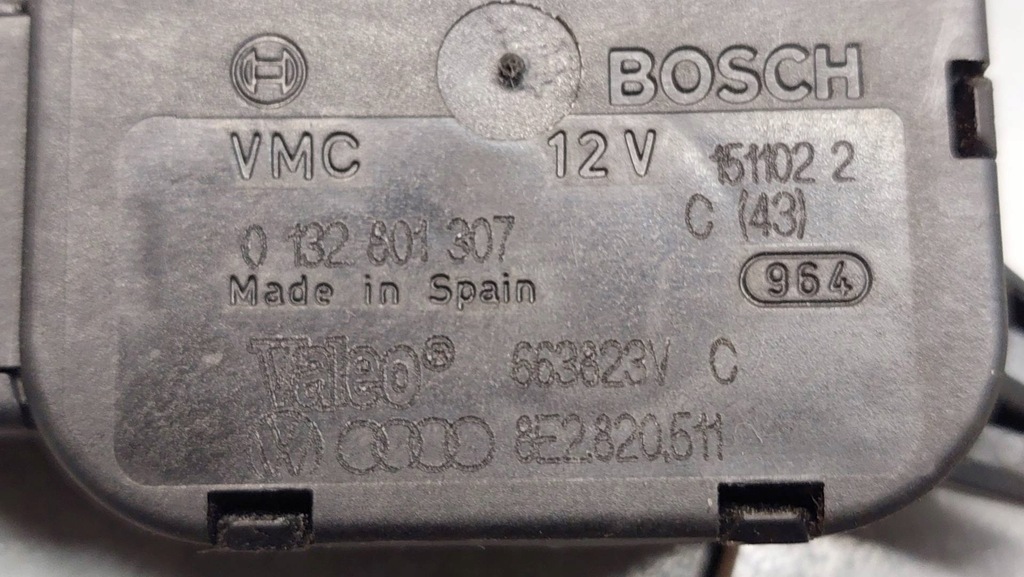 BOSCH
VMC 12 V 151102 2
C (43)
0 132 801 307
964
Made in Spain
Valeo® 663823V C
8E2.820.511